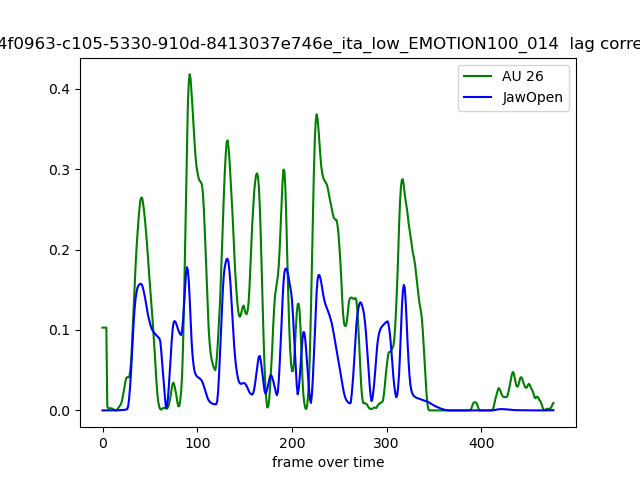 4f0963-c105-5330-910d-8413037e746e_ita_low_EMOTION100_014 lag corre
AU 26
JawOpen
0.4
0.3
0.2
0.1
0.0
0 100 200 300 400
frame over time